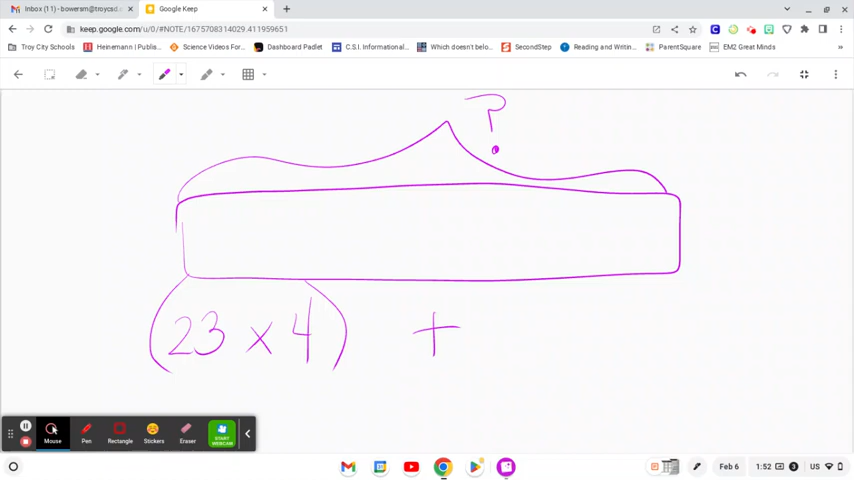 Inbox (11) - bowersm@troycsd.a
Google Keep
keep.google.com/u/0/#NOTE/1675708314029.411959651
Troy City Schools
Heinemann | Publis...
Science Videos For...
Dashboard Padlet
C.S.I. Informational...
Which doesn't belo...
SecondStep
Reading and Writin...
ParentSquare
EM2 Great Minds
?
(23 x 4) +
Mouse
Pen
Rectangle
Stickers
Eraser
START WEBCAM
Feb 6
1:52
3